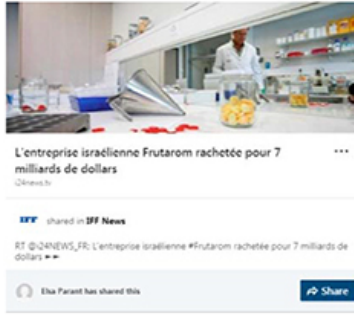 L'entreprise israélienne Frutarom rachetée pour 7
milliards de dollars
i24news.tv
IFF shared in IFF News
RT @i24NEWS_FR: L'entreprise israélienne #Frutarom rachetée pour 7 milliards de
dollars ►►
Elsa Parant has shared this
Share